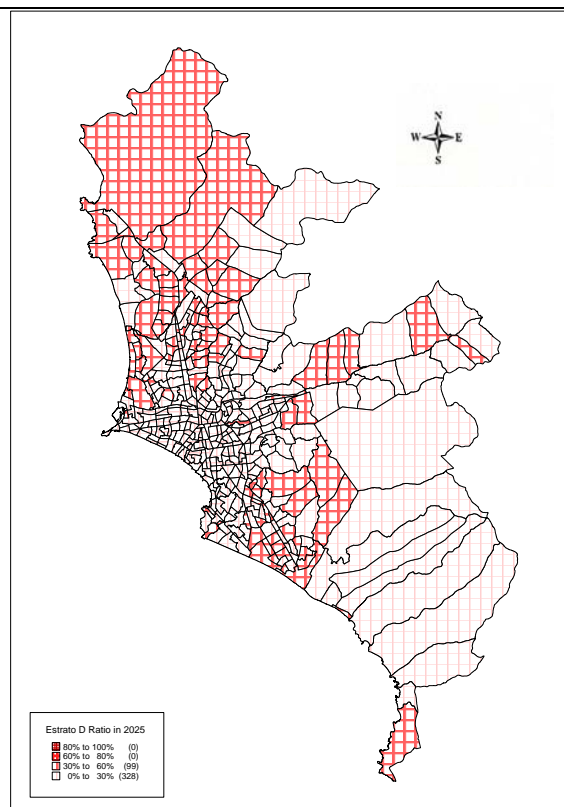 N
W E
S
Estrato D Ratio in 2025
80% to 100% (0)
60% to 80% (0)
30% to 60% (99)
0% to 30% (328)